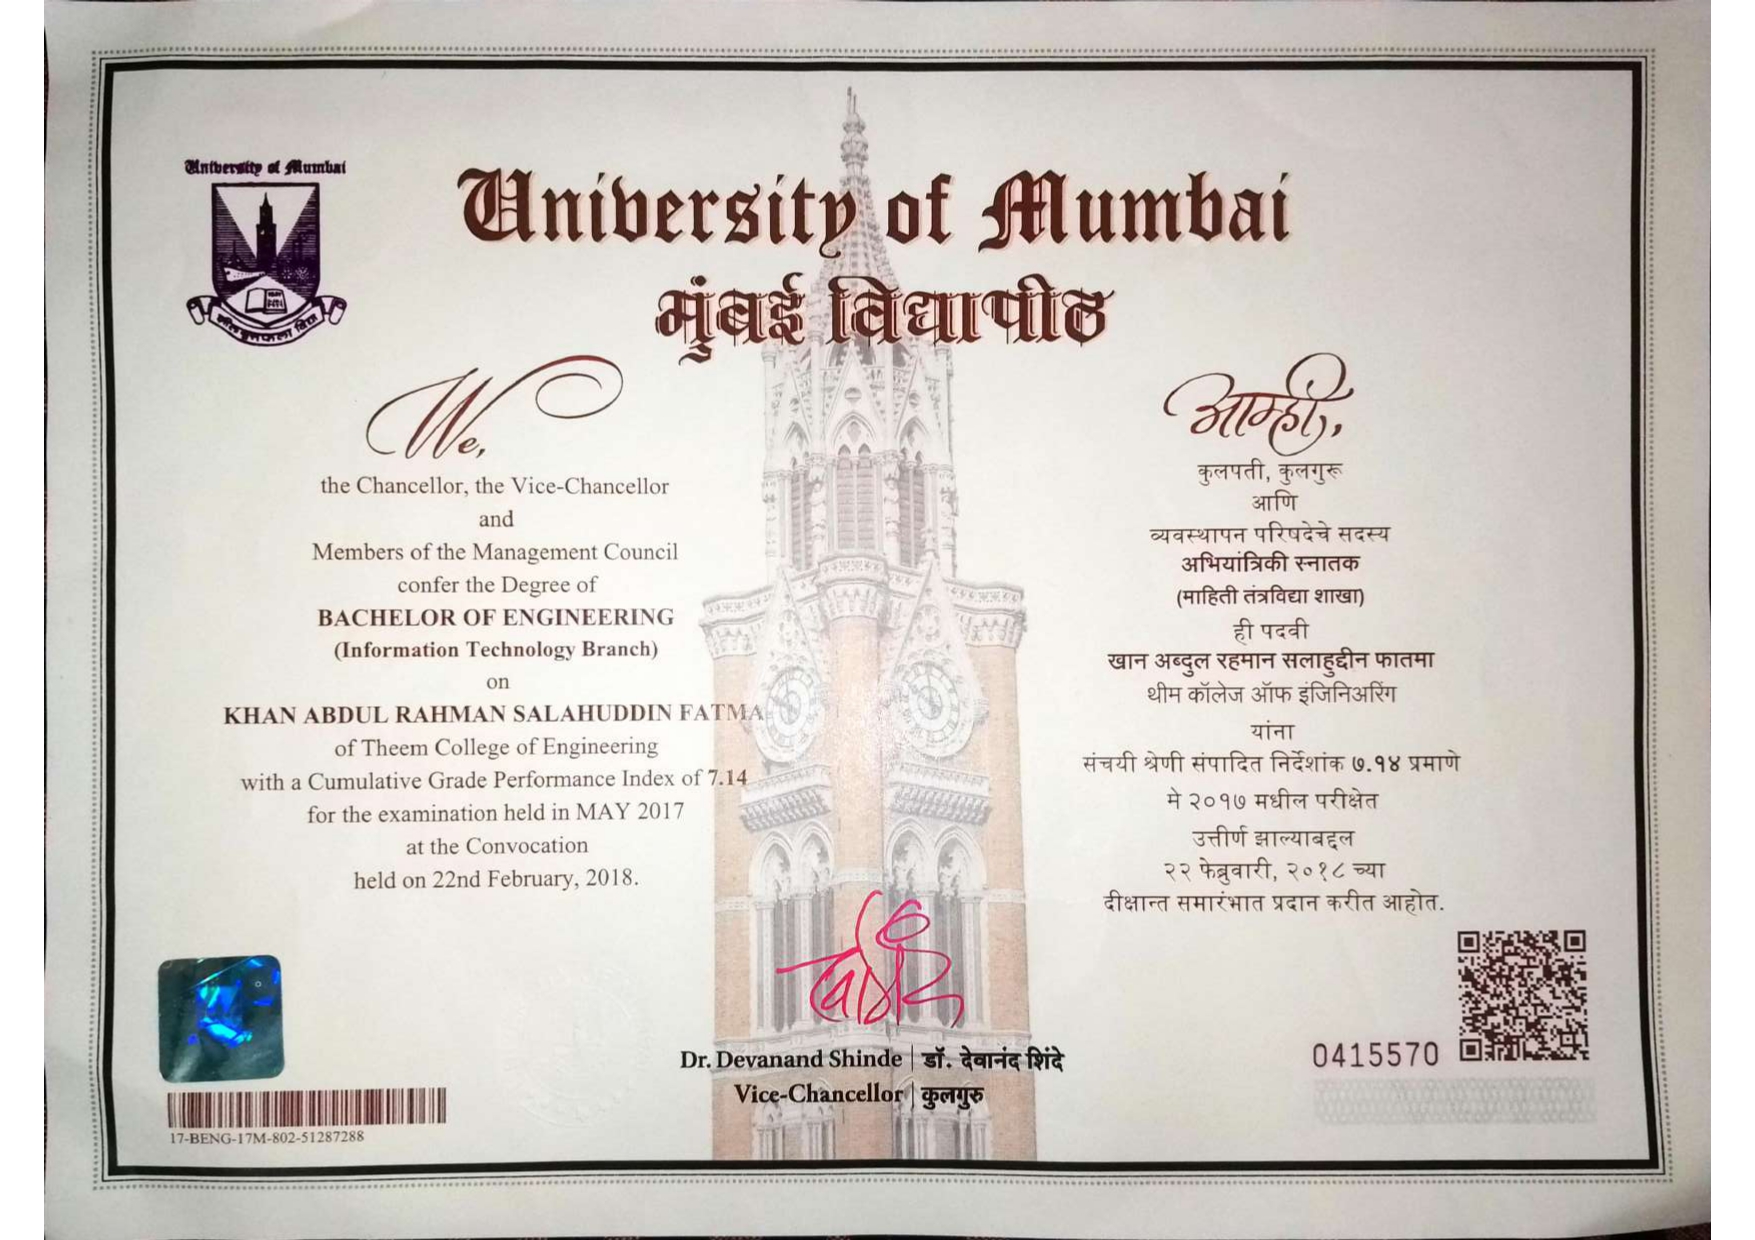 University of Mumbai
University of Mumbai
मुंबई विद्यापीठ
We,
the Chancellor, the Vice-Chancellor
and
Members of the Management Council
confer the Degree of
BACHELOR OF ENGINEERING
(Information Technology Branch)
on
KHAN ABDUL RAHMAN SALAHUDDIN FATMA
of Theem College of Engineering
with a Cumulative Grade Performance Index of 7.14
for the examination held in MAY 2017
at the Convocation
held on 22nd February, 2018.
आम्ही,
कुलपती, कुलगुरू
आणि
व्यवस्थापन परिषदेचे सदस्य
अभियांत्रिकी स्नातक
(माहिती तंत्रविद्या शाखा)
ही पदवी
खान अब्दुल रहमान सलाहुद्दीन फातमा
थीम कॉलेज ऑफ इंजिनिअरिंग
यांना
संचयी श्रेणी संपादित निर्देशांक ७.१४ प्रमाणे
मे २०१७ मधील परीक्षेत
उत्तीर्ण झाल्याबद्दल
२२ फेब्रुवारी, २०१८ च्या
दीक्षान्त समारंभात प्रदान करीत आहोत.
Dr. Devanand Shinde | डॉ. देवानंद शिंदे
Vice-Chancellor | कुलगुरु
0415570
17-BENG-17M-802-51287288